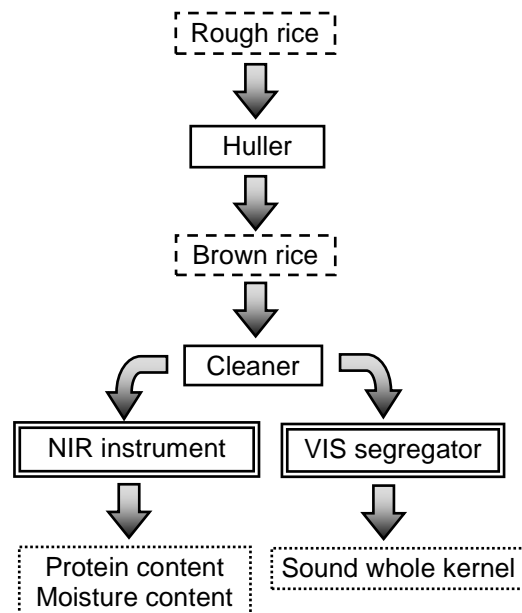 Rough rice
Huller
Brown rice
Cleaner
NIR instrument
VIS segregator
Protein content
Moisture content
Sound whole kernel